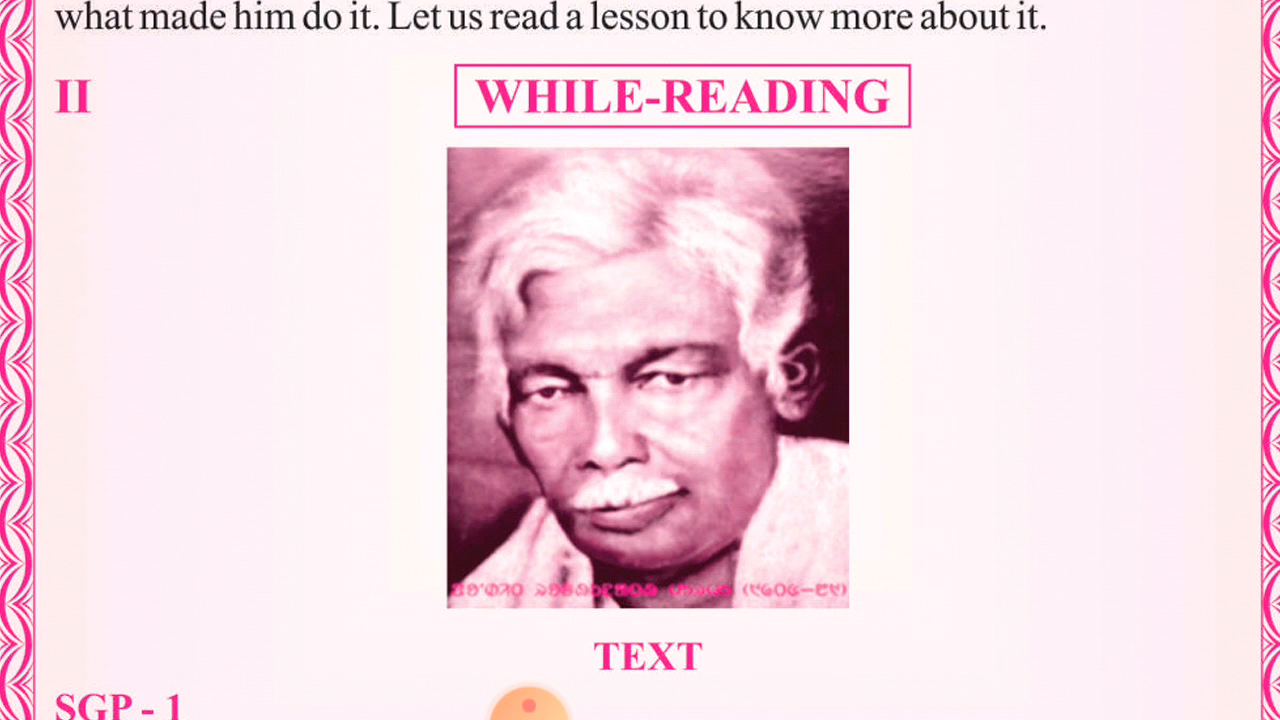 what made him do it. Let us read a lesson to know more about it.
II
WHILE-READING
TEXT
SGP - 1